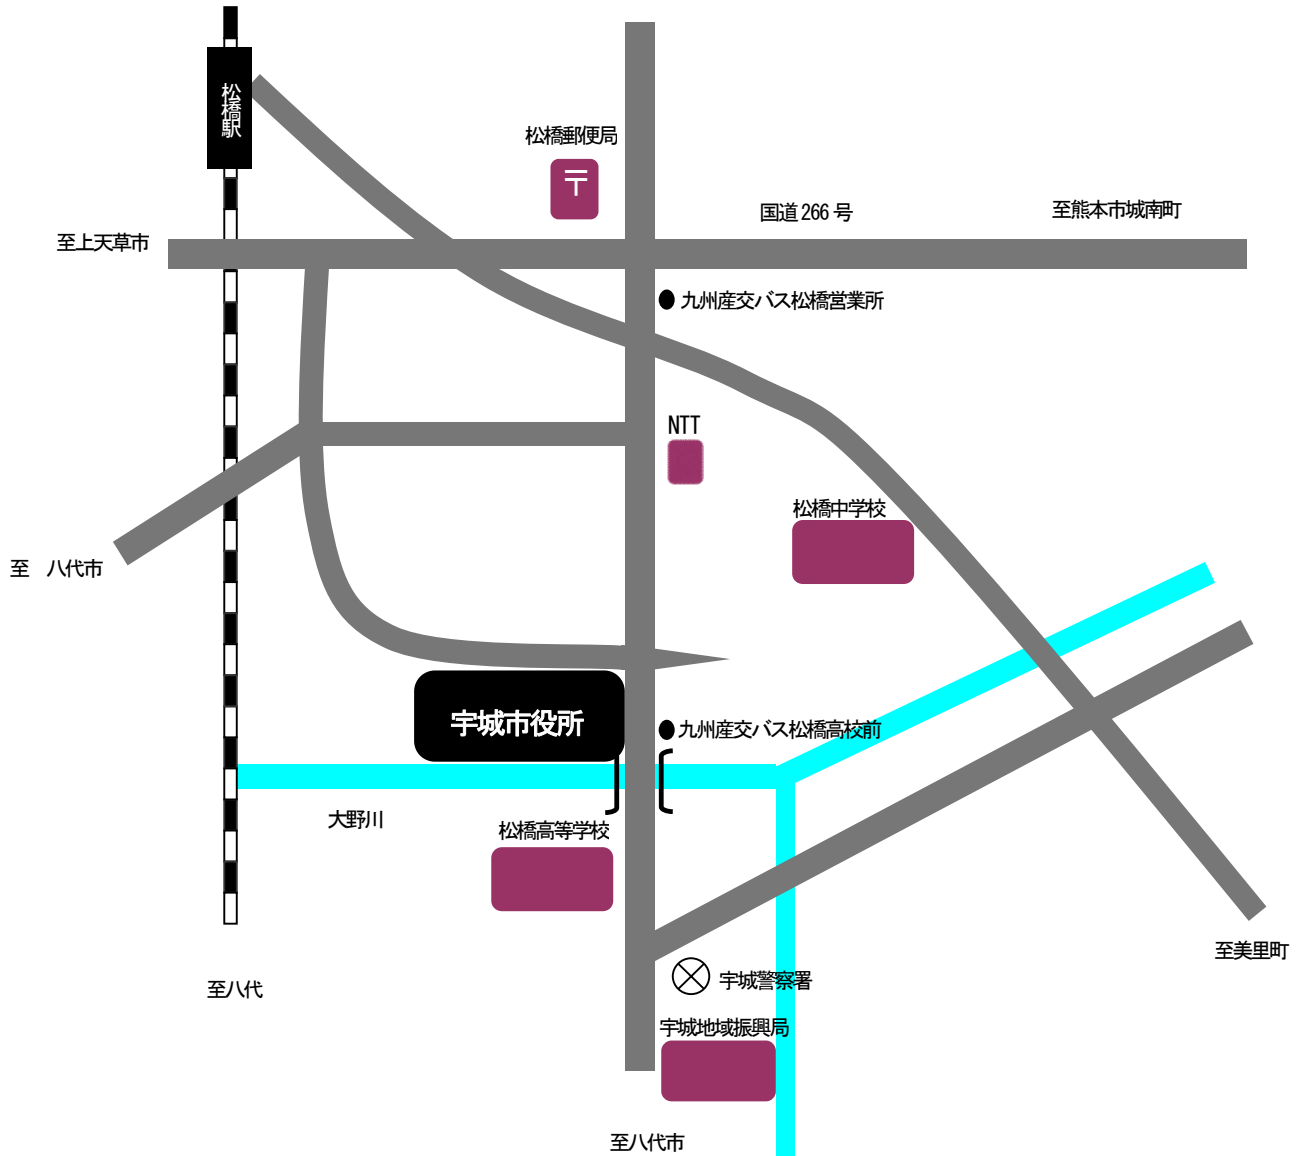 松橋駅
松橋郵便局
〒
国道266号
至熊本市城南町
至上天草市
九州産交バス松橋営業所
NTT
松橋中学校
至　八代市
宇城市役所
九州産交バス松橋高校前
大野川
松橋高等学校
至美里町
宇城警察署
至八代
宇城地域振興局
至八代市